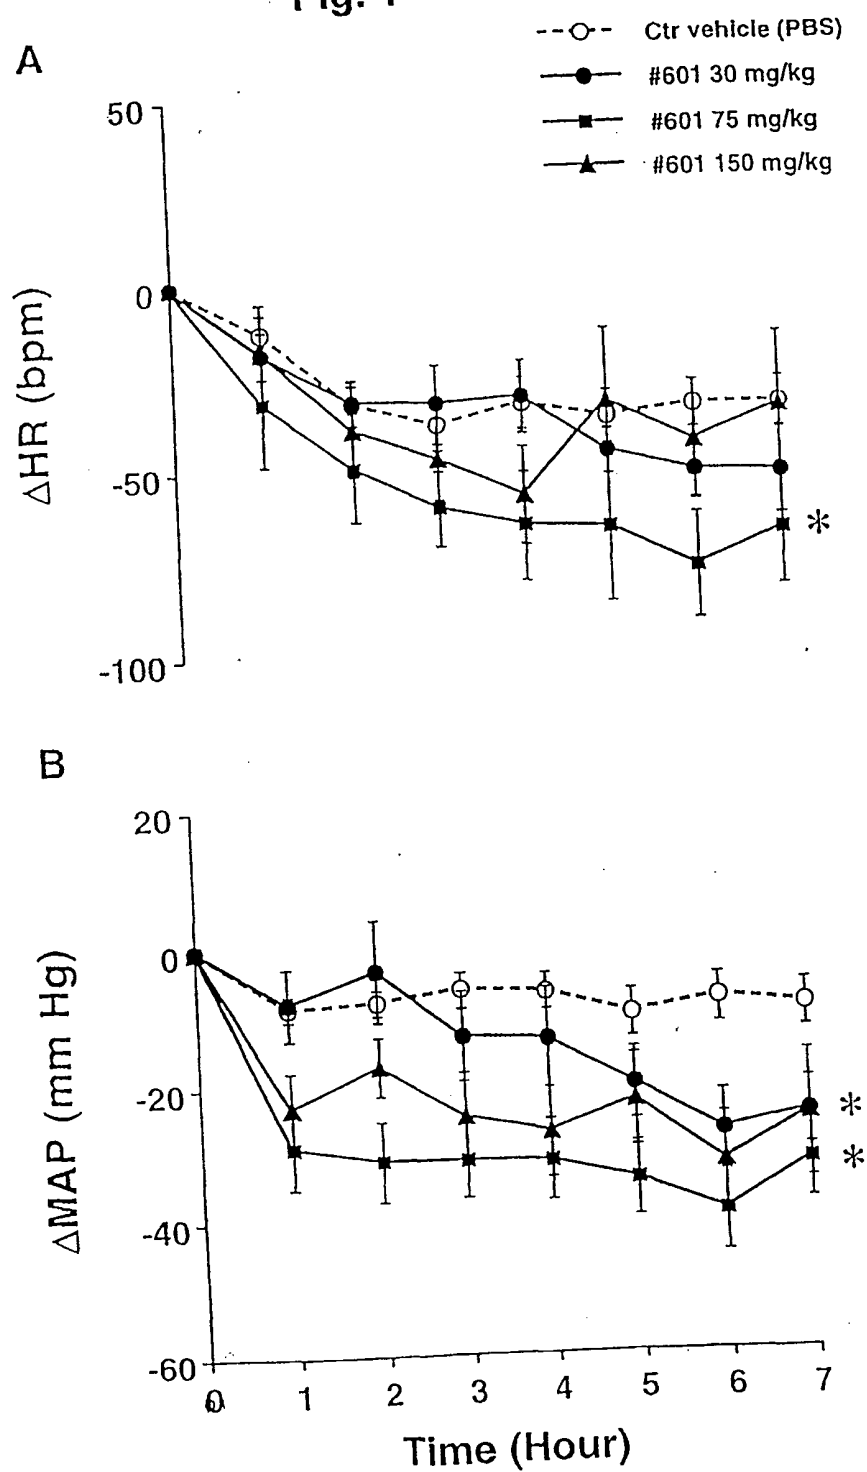 Fig. 1
Ctr vehicle (PBS)
#601 30 mg/kg
#601 75 mg/kg
#601 150 mg/kg
A
50
0
-50
-100
ΔHR (bpm)
*
B
20
0
-20
-40
-60
ΔMAP (mm Hg)
*
*
0 1 2 3 4 5 6 7
Time (Hour)